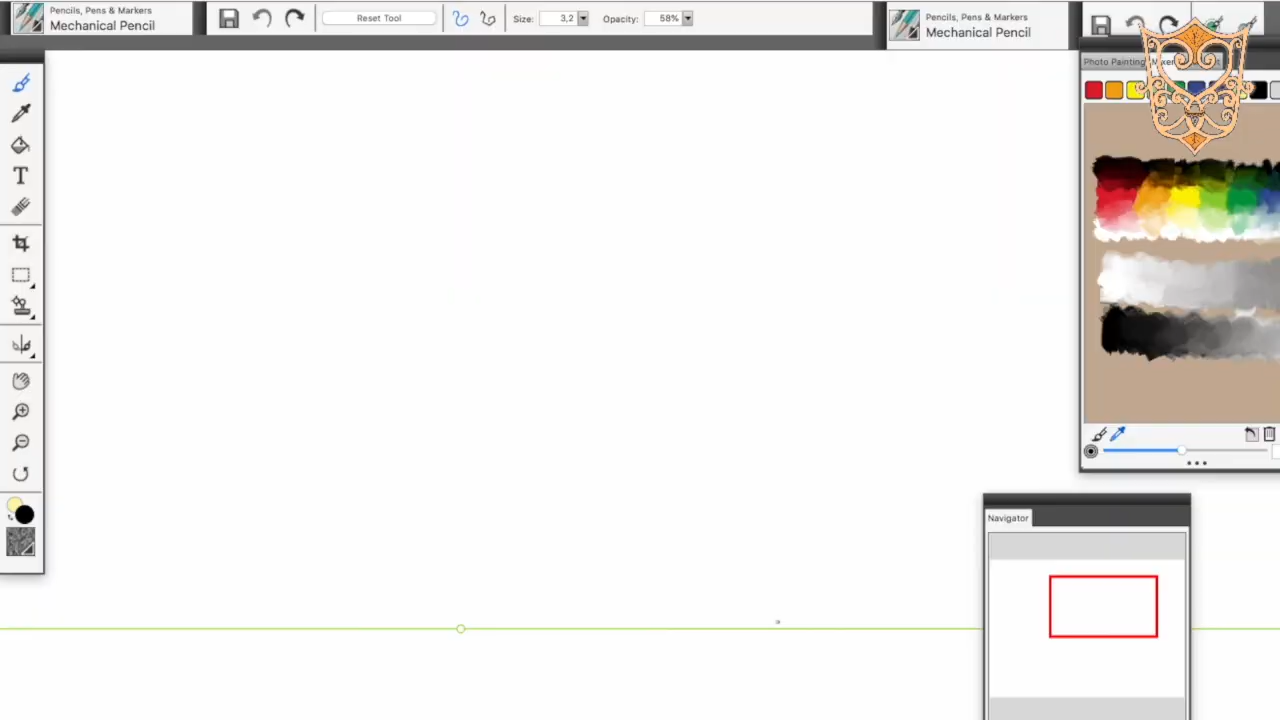 Pencils, Pens & Markers
Mechanical Pencil
Reset Tool
Size: 3,2
Opacity: 58%
Pencils, Pens & Markers
Mechanical Pencil
Photo Painting
T
Navigator